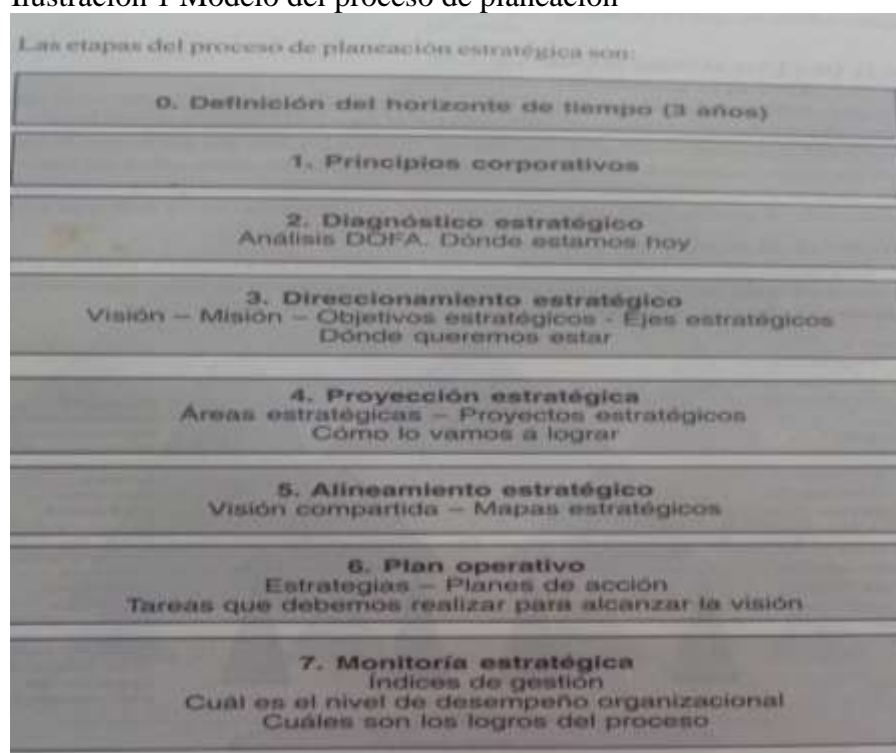 Ilustración 1 Modelo del proceso de planeación
Las etapas del proceso de planeación estratégica son:
0. Definición del horizonte de tiempo (3 años)
1. Principios corporativos
2. Diagnóstico estratégico
Análisis DOFA. Dónde estamos hoy
3. Direccionamiento estratégico
Visión – Misión – Objetivos estratégicos - Ejes estratégicos
Dónde queremos estar
4. Proyección estratégica
Áreas estratégicas – Proyectos estratégicos
Cómo lo vamos a lograr
5. Alineamiento estratégico
Visión compartida – Mapas estratégicos
6. Plan operativo
Estrategias – Planes de acción
Tareas que debemos realizar para alcanzar la visión
7. Monitoría estratégica
Índices de gestión
Cuál es el nivel de desempeño organizacional
Cuáles son los logros del proceso